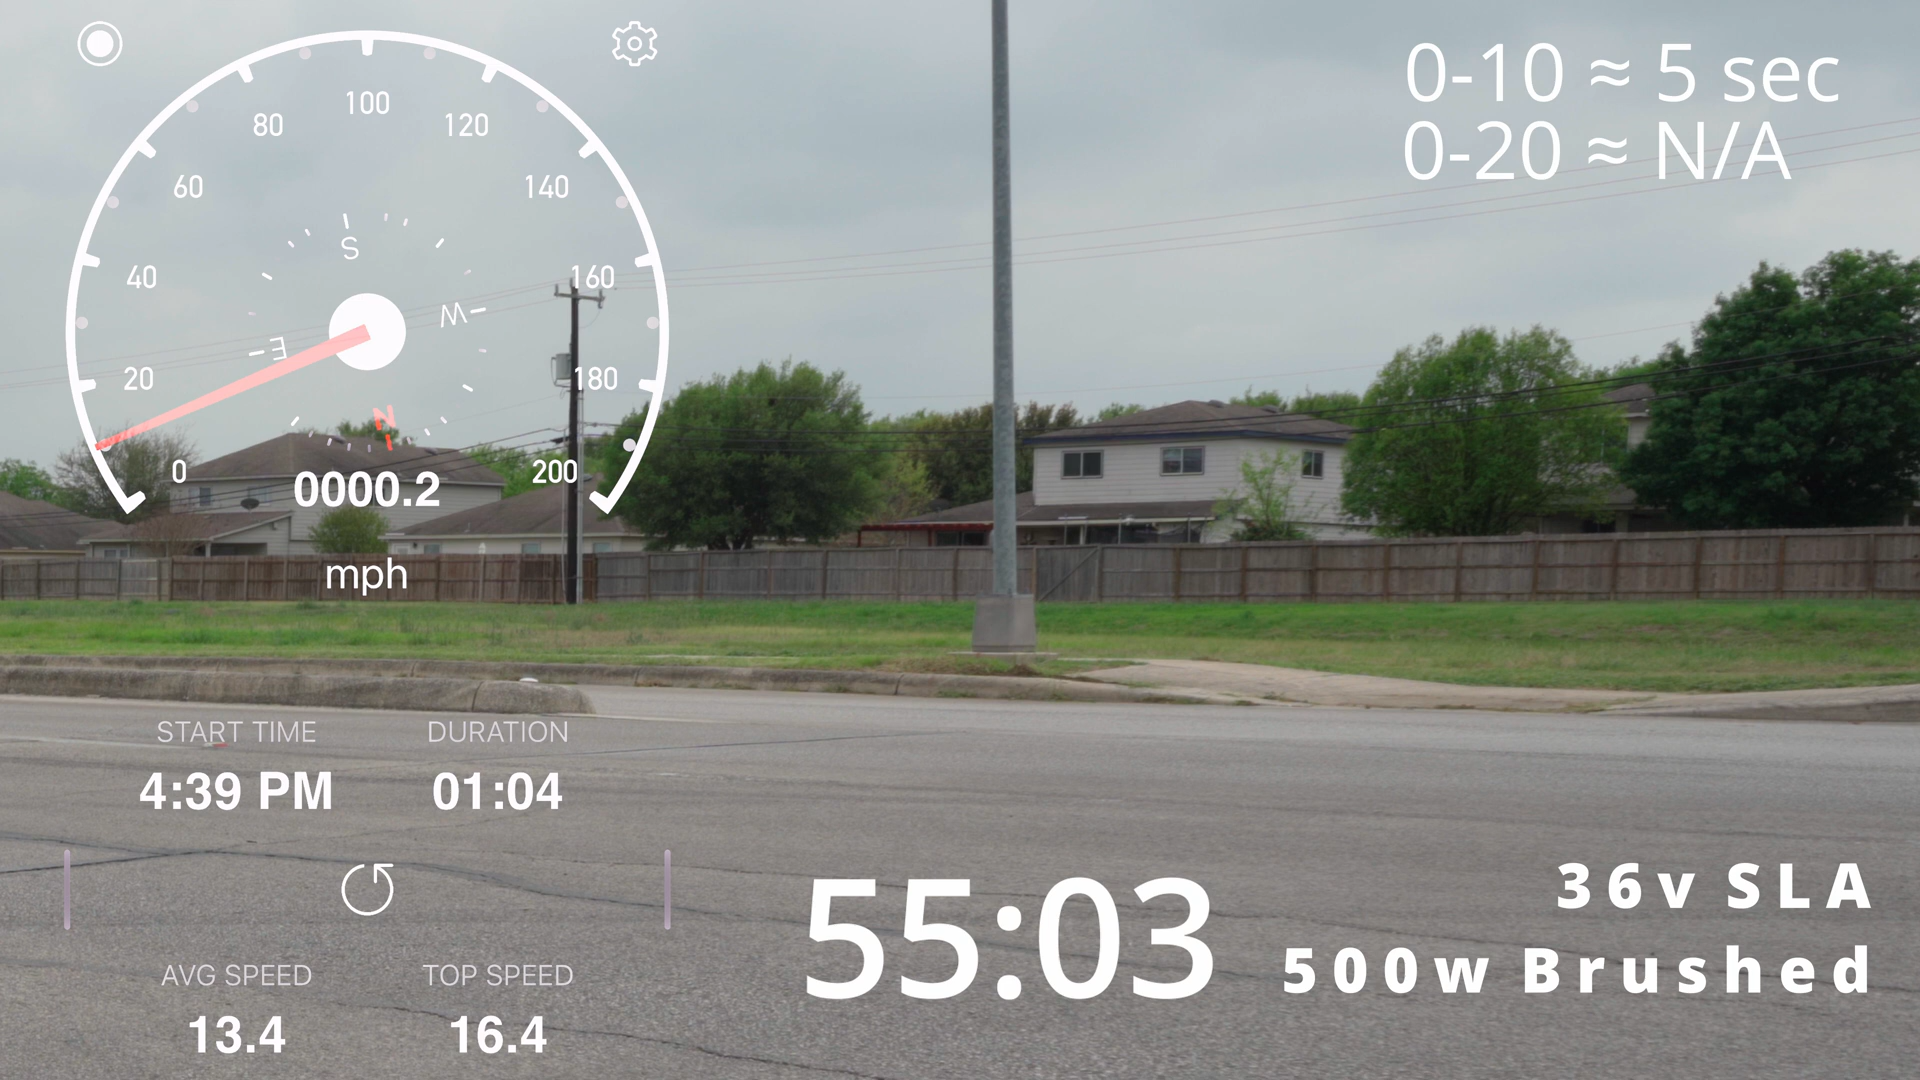 0-10 ≈ 5 sec
0-20 ≈ N/A
100
80
120
60
140
40
160
20
180
0
200
S
W
E
N
0000.2
mph
START TIME
DURATION
4:39 PM
01:04
AVG SPEED
TOP SPEED
13.4
16.4
55:03
36v SLA
500w Brushed